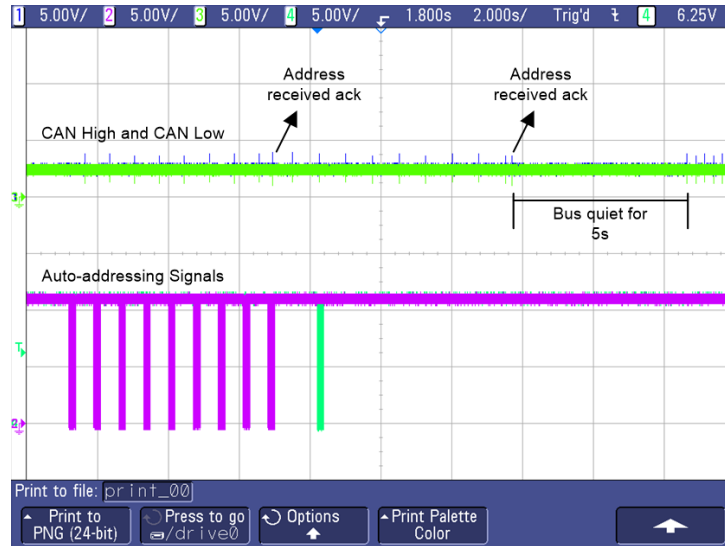 1 5.00V/ 2 5.00V/ 3 5.00V/ 4 5.00V/ 1.800s 2.000s/ Trig'd 4 6.25V
Address
received ack
Address
received ack
CAN High and CAN Low
Bus quiet for
5s
Auto-addressing Signals
T
2
Print to file: print_00
Print to
PNG (24-bit)
Press to go
/drive0
Options
Print Palette
Color